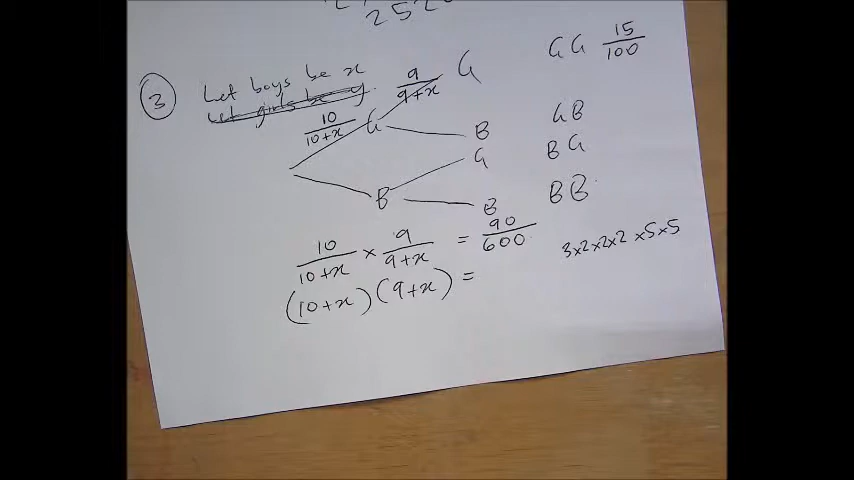 2520
③ Let boys be x
Let girls be y.
10/(10+x) G 9/(9+x) G GG 15/100
B GB
G BG
B B BB
10/(10+x) × 9/(9+x) = 90/600
3×2×2×2×5×5
(10+x)(9+x) =